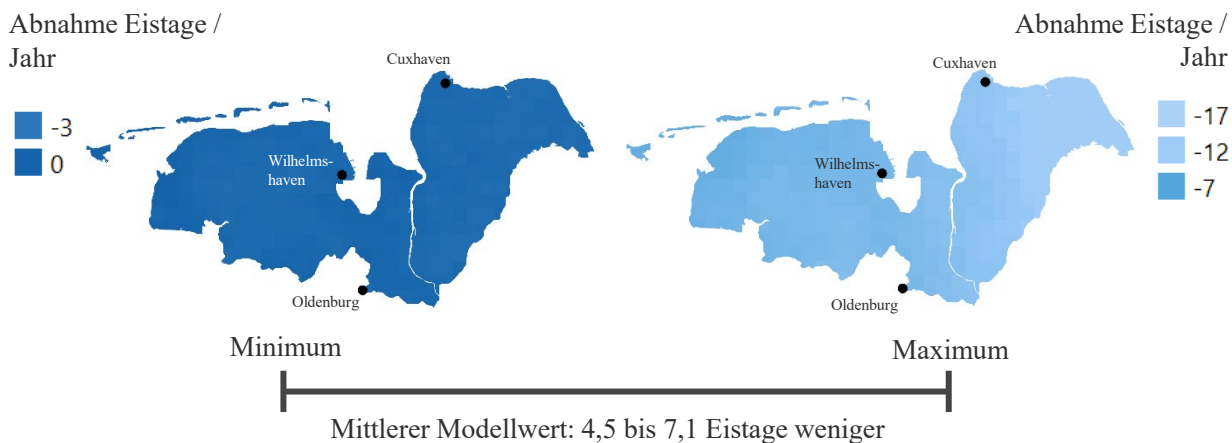 Abnahme Eistage /
Jahr
-3
0
Cuxhaven
Wilhelms-
haven
Oldenburg
Minimum
Abnahme Eistage /
Jahr
-17
-12
-7
Cuxhaven
Wilhelms-
haven
Oldenburg
Maximum
Mittlerer Modellwert: 4,5 bis 7,1 Eistage weniger